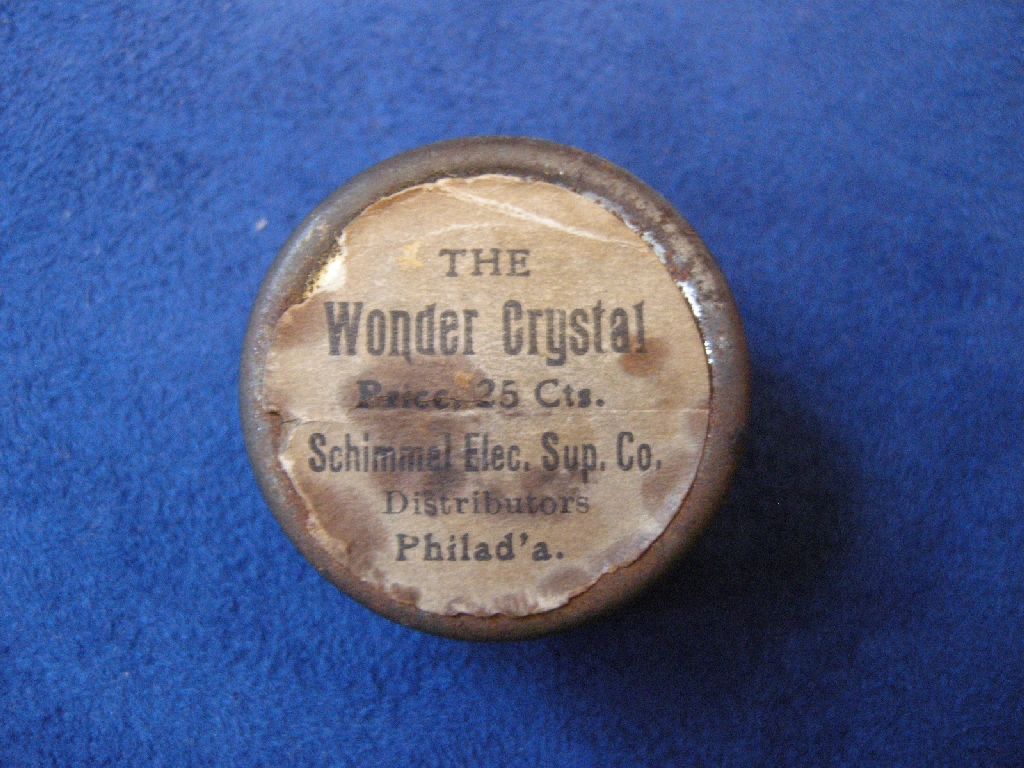 THE
Wonder Crystal
Price, 25 Cts.
Schimmel Elec. Sup. Co.
Distributors
Philad'a.